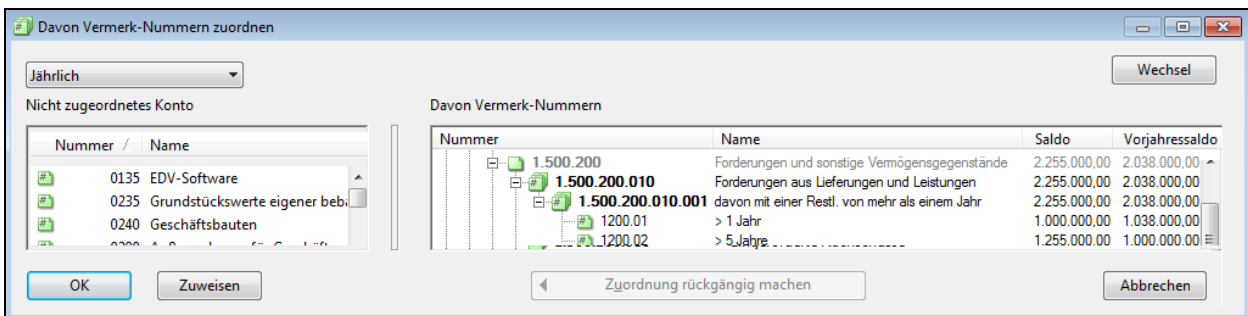 Davon Vermerk-Nummern zuordnen
Jährlich
Wechsel
Nicht zugeordnetes Konto
Davon Vermerk-Nummern
Nummer / Name
Nummer Name Saldo Vorjahressaldo
0135 EDV-Software
0235 Grundstückswerte eigener beb
0240 Geschäftsbauten
1.500.200 Forderungen und sonstige Vermögensgegenstände 2.255.000,00 2.038.000,00
1.500.200.010 Forderungen aus Lieferungen und Leistungen 2.255.000,00 2.038.000,00
1.500.200.010.001 davon mit einer Restl. von mehr als einem Jahr 2.255.000,00 2.038.000,00
1200.01 > 1 Jahr 1.000.000,00 1.038.000,00
1200.02 > 5 Jahre 1.255.000,00 1.000.000,00
OK
Zuweisen
Zuordnung rückgängig machen
Abbrechen